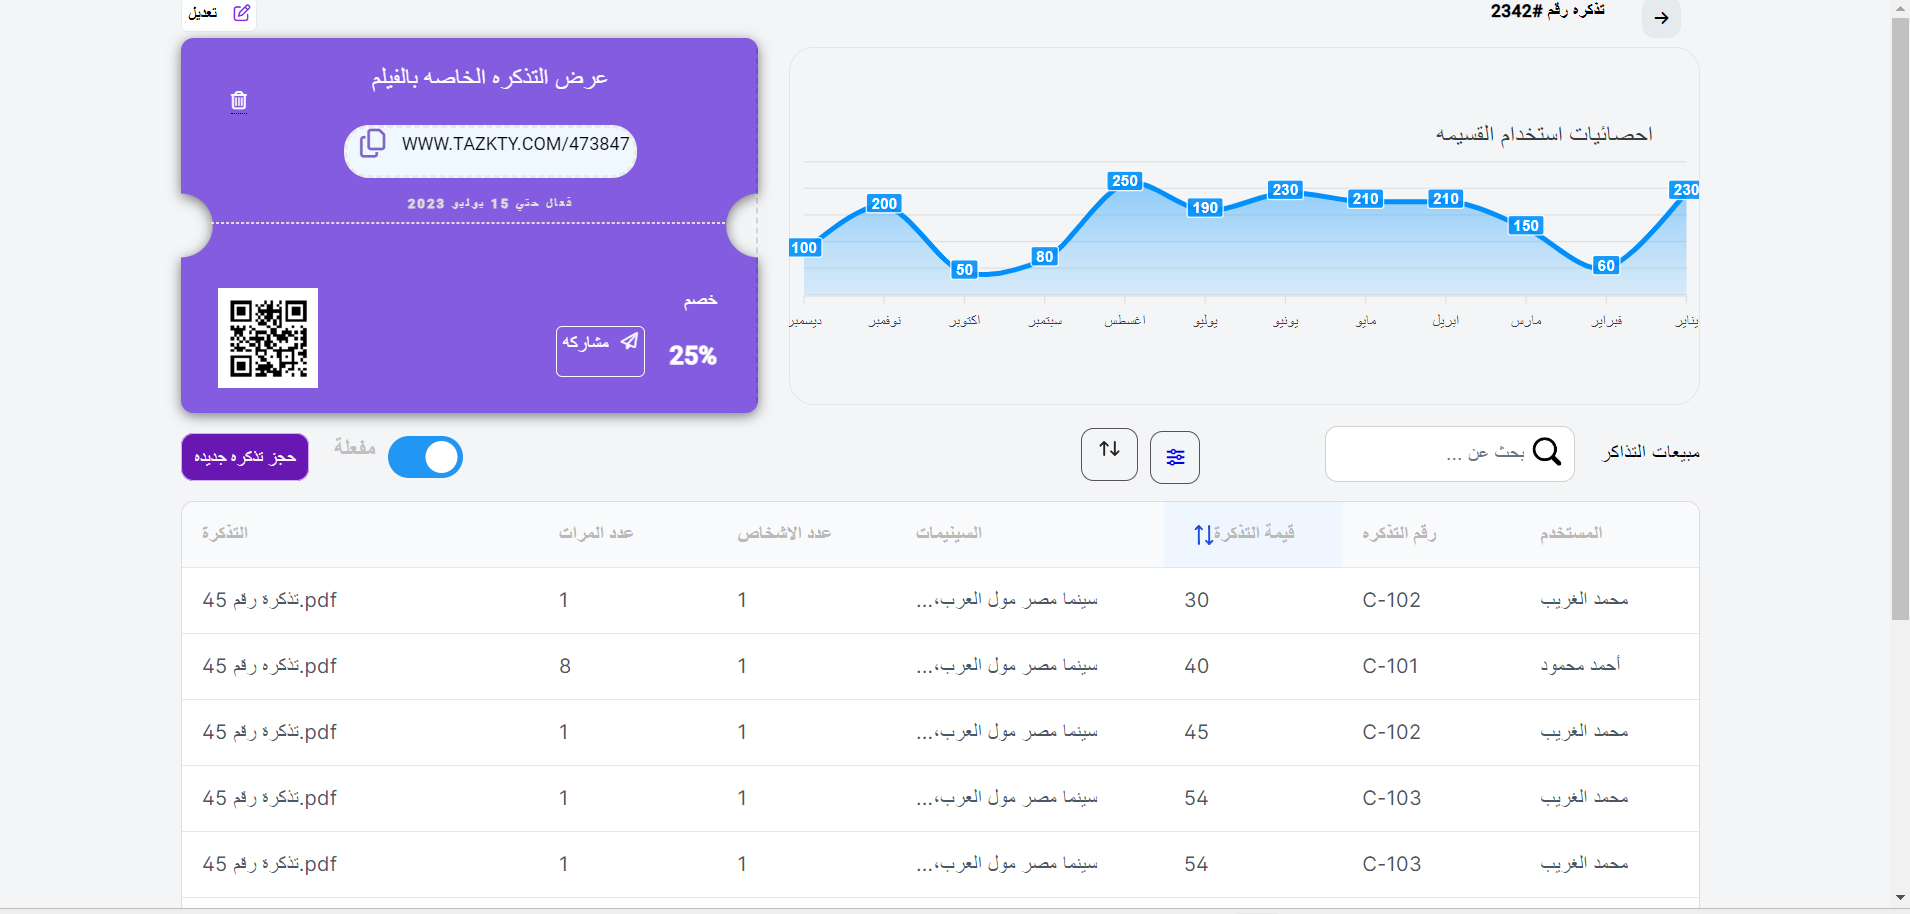 تذكره رقم #2342
تعديل
عرض التذكره الخاصه بالفيلم
WWW.TAZKTY.COM/473847
فعال حتي 15 يوليو 2023
خصم
25%
مشاركه
احصائيات استخدام القسيمه
230 60 150 210 210 230 190 250 80 50 200 100
يناير فبراير مارس ابريل مايو يونيو يوليو اغسطس سبتمبر اكتوبر نوفمبر ديسمبر
مبيعات التذاكر
بحث عن ...
مفعلة
حجز تذكره جديده
المستخدم رقم التذكره قيمة التذكرة السينيمات عدد الاشخاص عدد المرات التذكرة
محمد الغريب C-102 30 سينما مصر مول العرب،... 1 1 تذكرة رقم 45.pdf
أحمد محمود C-101 40 سينما مصر مول العرب،... 1 8 تذكره رقم 45.pdf
محمد الغريب C-102 45 سينما مصر مول العرب،... 1 1 تذكرة رقم 45.pdf
محمد الغريب C-103 54 سينما مصر مول العرب،... 1 1 تذكرة رقم 45.pdf
محمد الغريب C-103 54 سينما مصر مول العرب،... 1 1 تذكرة رقم 45.pdf